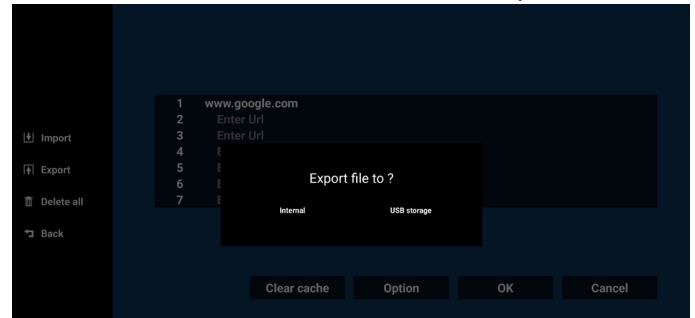 1 www.google.com
2 Enter Url
3 Enter Url
4 E
5 E
6 E
7 E
Import
Export
Delete all
Back
Export file to ?
Internal USB storage
Clear cache Option OK Cancel